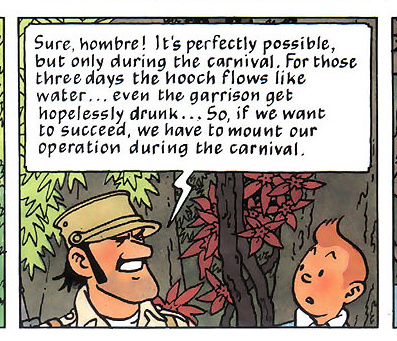 Sure, hombre! It's perfectly possible,
but only during the carnival. For those
three days the hooch flows like
water... even the garrison get
hopelessly drunk... So, if we want
to succeed, we have to mount our
operation during the carnival.